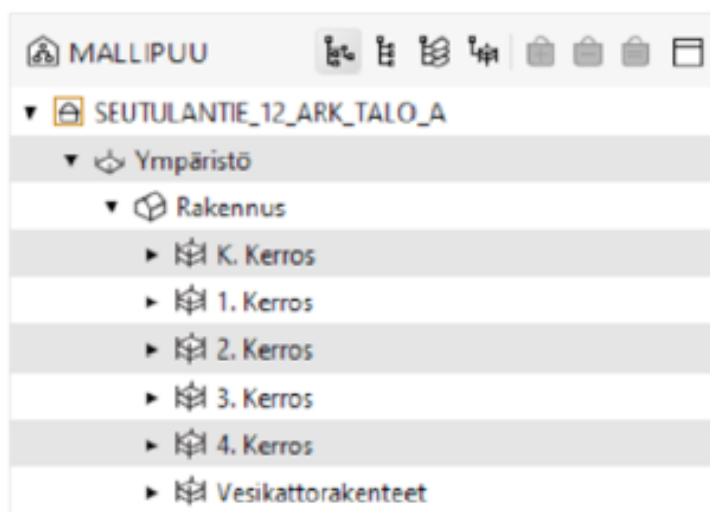 MALLIPUU
SEUTULANTIE_12_ARK_TALO_A
Ympäristö
Rakennus
K. Kerros
1. Kerros
2. Kerros
3. Kerros
4. Kerros
Vesikattorakenteet